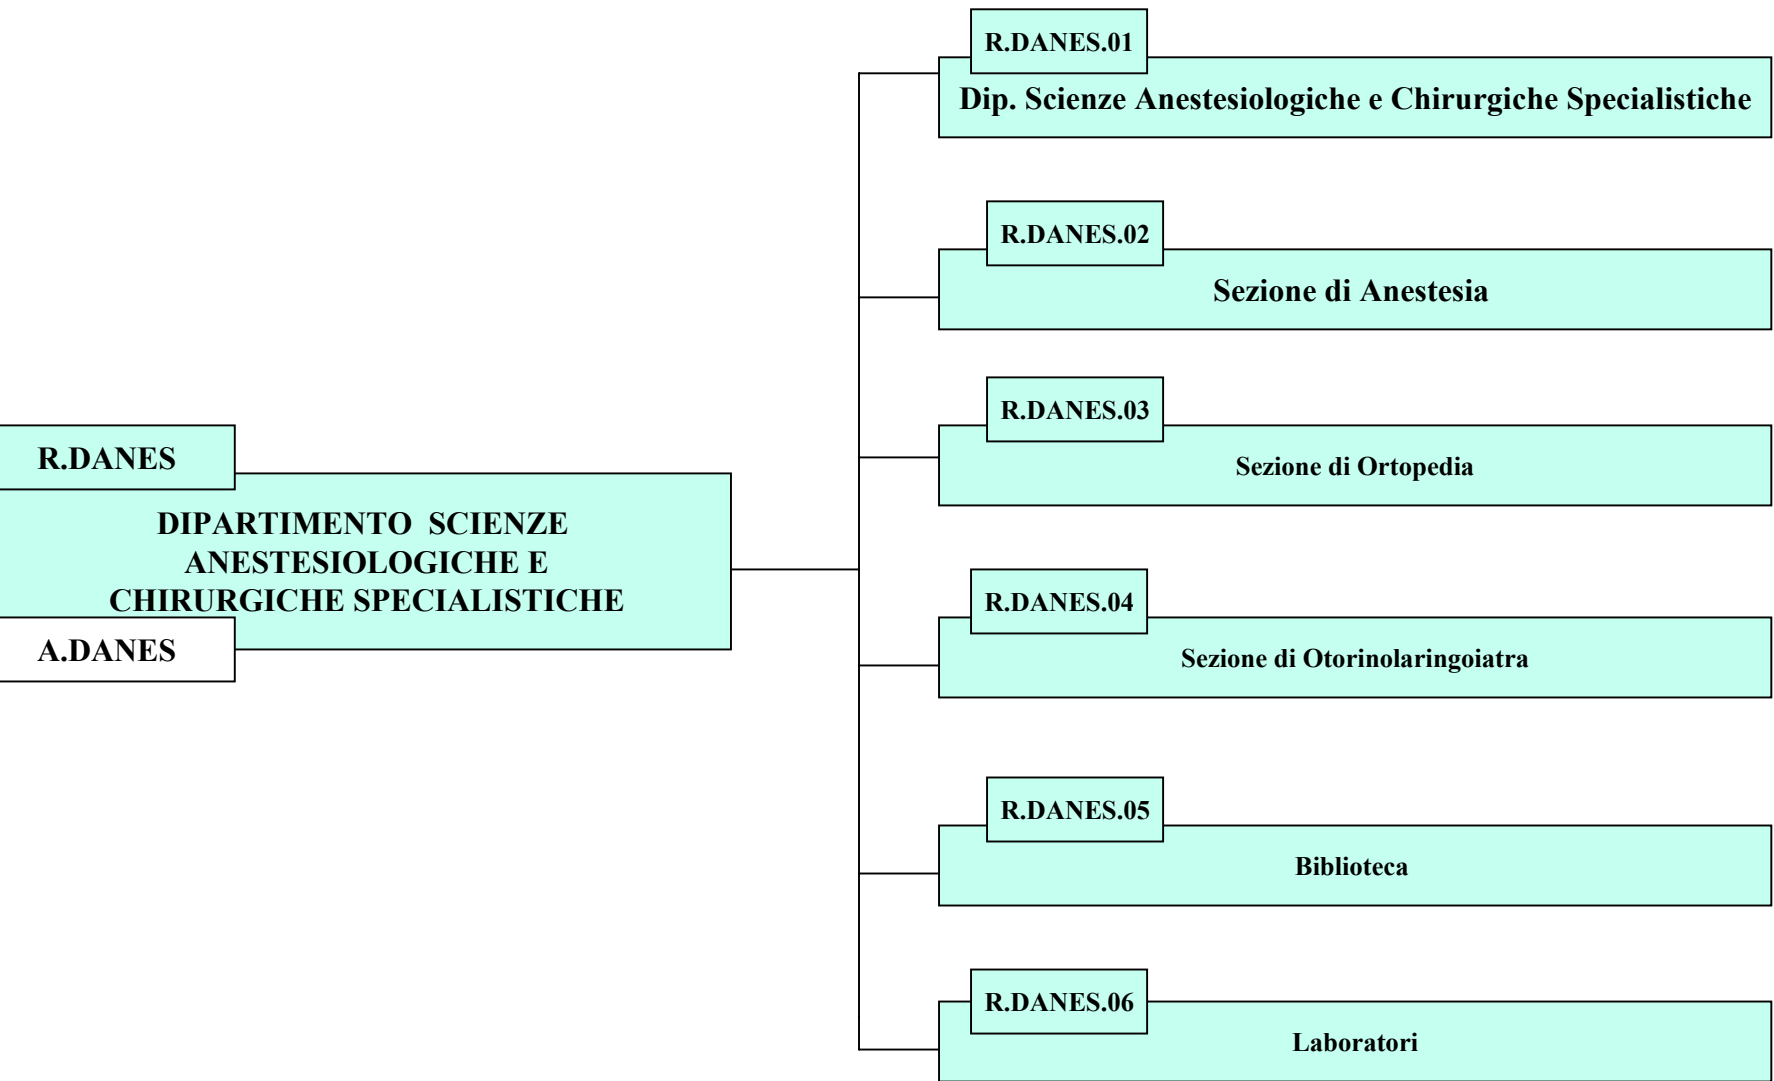 R.DANES.01
Dip. Scienze Anestesiologiche e Chirurgiche Specialistiche
R.DANES.02
Sezione di Anestesia
R.DANES.03
Sezione di Ortopedia
R.DANES
DIPARTIMENTO SCIENZE
ANESTESIOLOGICHE E
CHIRURGICHE SPECIALISTICHE
A.DANES
R.DANES.04
Sezione di Otorinolaringoiatra
R.DANES.05
Biblioteca
R.DANES.06
Laboratori